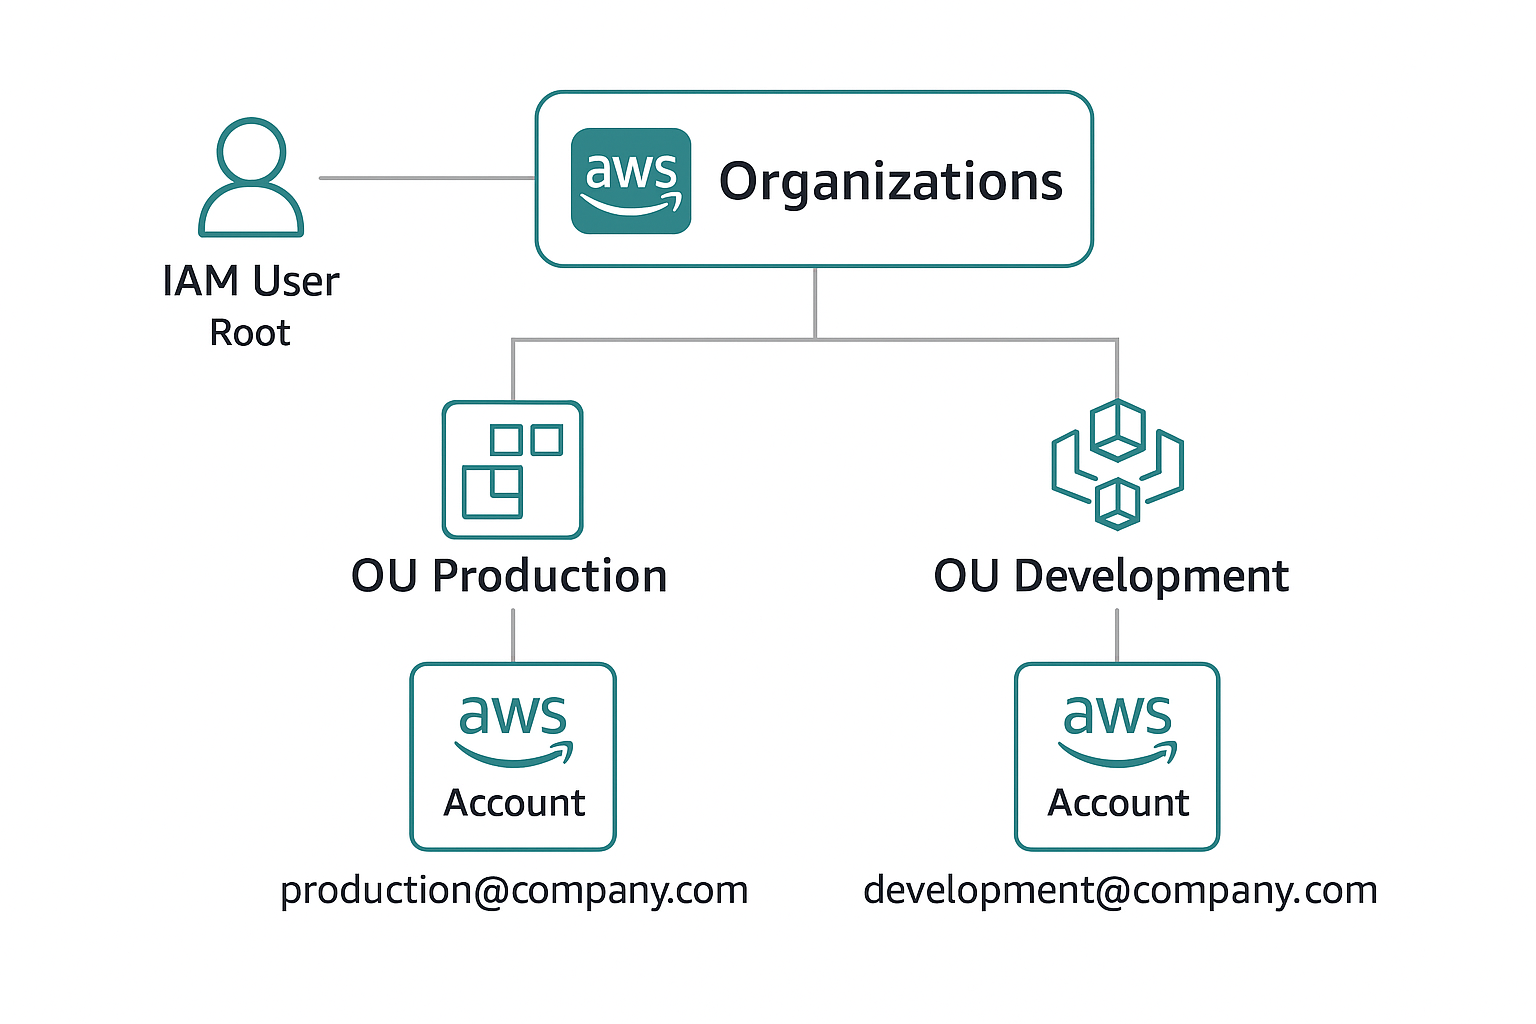 aws Organizations
IAM User
Root
OU Production
OU Development
aws
Account
aws
Account
production@company.com
development@company.com